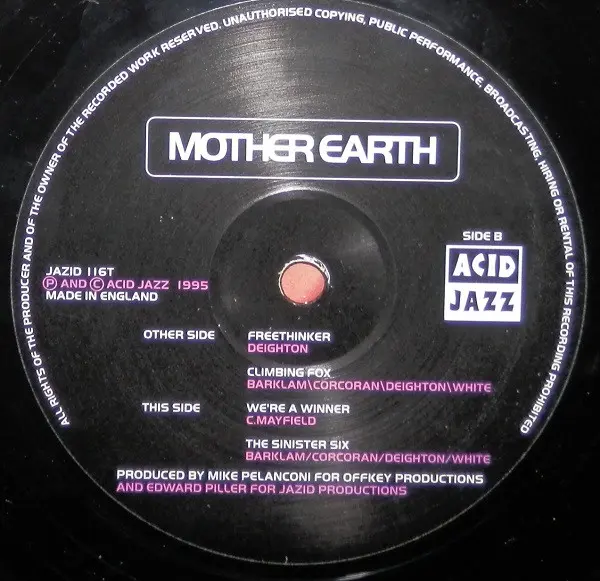 ALL RIGHTS OF THE PRODUCER AND OF THE OWNER OF THE RECORDED WORK RESERVED. UNAUTHORISED COPYING, PUBLIC PERFORMANCE, BROADCASTING, HIRING OR RENTAL OF THIS RECORDING PROHIBITED
MOTHER EARTH
SIDE B
ACID
JAZZ
JAZID 116T
Ⓟ AND © ACID JAZZ 1995
MADE IN ENGLAND
OTHER SIDE FREETHINKER
DEIGHTON
CLIMBING FOX
BARKLAM\CORCORAN\DEIGHTON\WHITE
THIS SIDE WE'RE A WINNER
C.MAYFIELD
THE SINISTER SIX
BARKLAM/CORCORAN/DEIGHTON/WHITE
PRODUCED BY MIKE PELANCONI FOR OFFKEY PRODUCTIONS
AND EDWARD PILLER FOR JAZID PRODUCTIONS